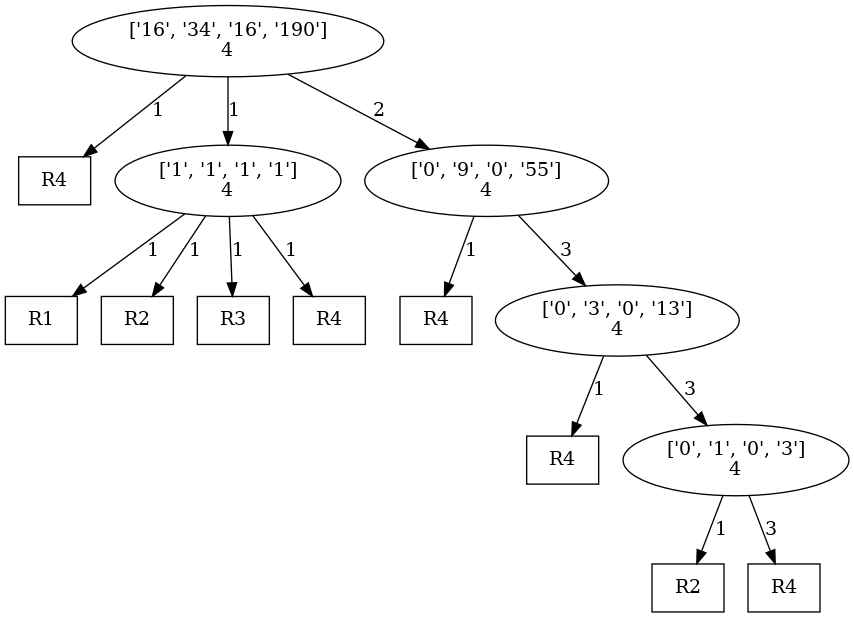 ['16', '34', '16', '190']
4
1
1
2
R4
['1', '1', '1', '1']
4
['0', '9', '0', '55']
4
1
1
1
1
1
3
R1
R2
R3
R4
R4
['0', '3', '0', '13']
4
1
3
R4
['0', '1', '0', '3']
4
1
3
R2
R4